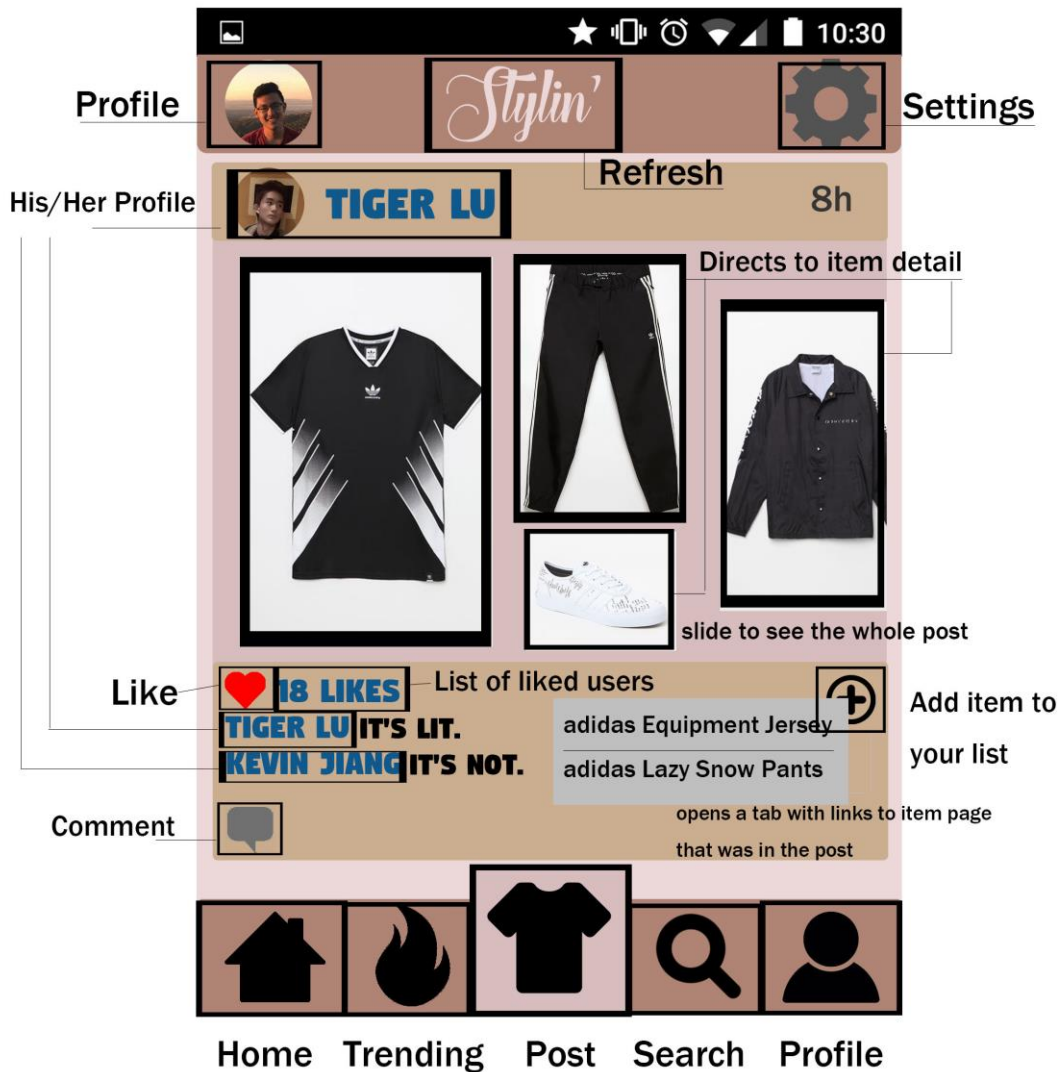 10:30
Profile
Stylin'
Settings
Refresh
His/Her Profile
TIGER LU
8h
Directs to item detail
slide to see the whole post
Like
18 LIKES
List of liked users
TIGER LU IT'S LIT.
KEVIN JIANG IT'S NOT.
adidas Equipment Jersey
adidas Lazy Snow Pants
Add item to
your list
opens a tab with links to item page
that was in the post
Comment
Home Trending Post Search Profile